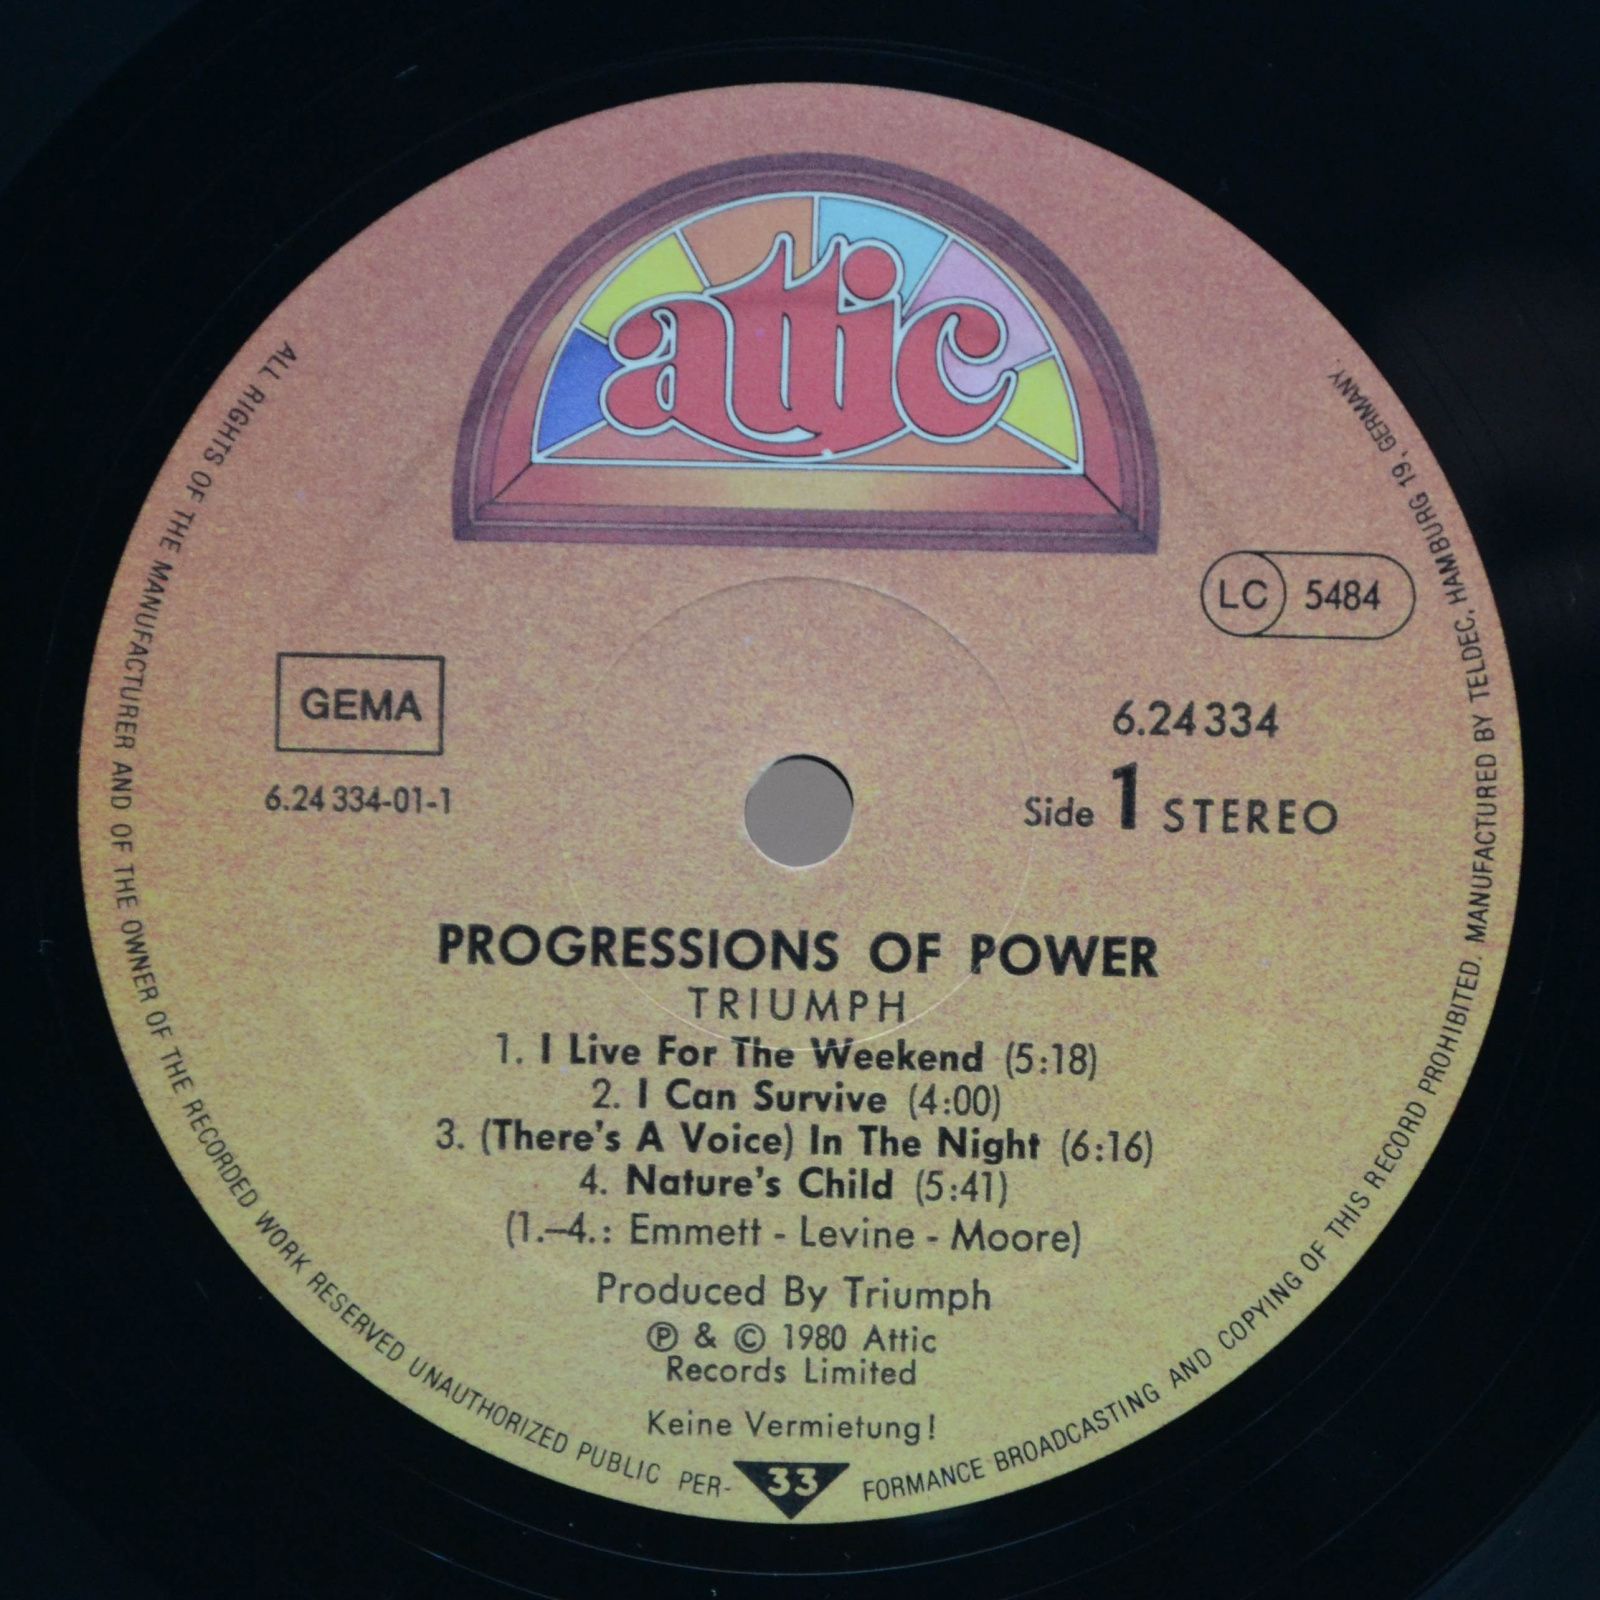 attic
LC 5484
GEMA
6.24334
6.24 334-01-1
Side 1 STEREO
PROGRESSIONS OF POWER
TRIUMPH
1. I Live For The Weekend (5:18)
2. I Can Survive (4:00)
3. (There's A Voice) In The Night (6:16)
4. Nature's Child (5:41)
(1.–4.: Emmett - Levine - Moore)
Produced By Triumph
℗ & © 1980 Attic
Records Limited
Keine Vermietung!
33
ALL RIGHTS OF THE MANUFACTURER AND OF THE OWNER OF THE RECORDED WORK RESERVED UNAUTHORIZED PUBLIC PER-FORMANCE BROADCASTING AND COPYING OF THIS RECORD PROHIBITED. MANUFACTURED BY TELDEC, HAMBURG 19, GERMANY.